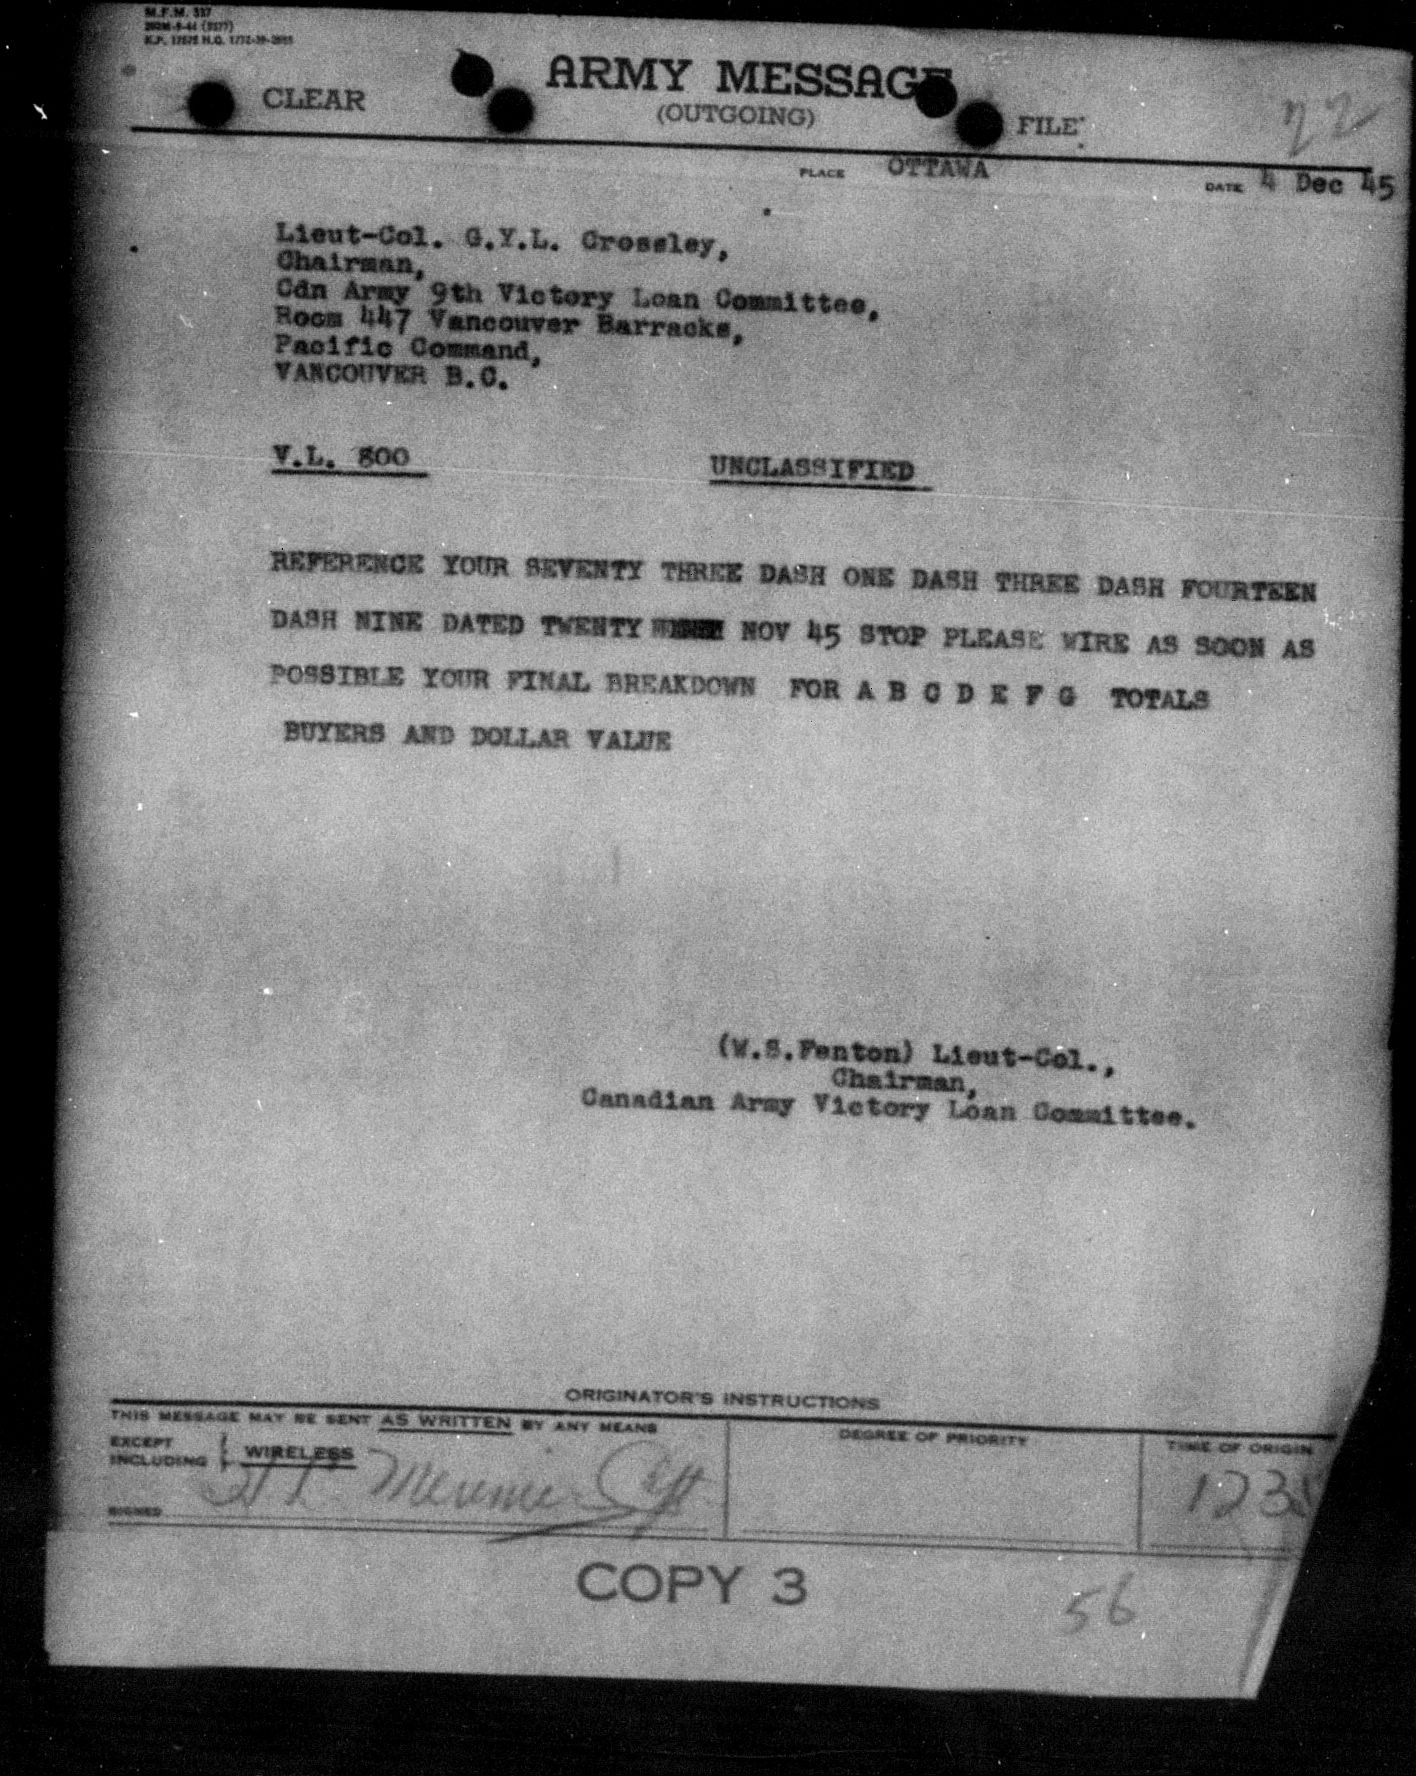 M.F.M. 317
CLEAR
ARMY MESSAGE
(OUTGOING)
FILE
22
PLACE OTTAWA
DATE 4 Dec 45
Lieut-Col. G.Y.L. Crossley,
Chairman,
Cdn Army 9th Victory Loan Committee,
Room 447 Vancouver Barracks,
Pacific Command,
VANCOUVER B.C.
V.L. 800 UNCLASSIFIED
REFERENCE YOUR SEVENTY THREE DASH ONE DASH THREE DASH FOURTEEN
DASH NINE DATED TWENTY NOV 45 STOP PLEASE WIRE AS SOON AS
POSSIBLE YOUR FINAL BREAKDOWN FOR A B C D E F G TOTALS
BUYERS AND DOLLAR VALUE
(W.S.Fenton) Lieut-Col.,
Chairman,
Canadian Army Victory Loan Committee.
ORIGINATOR'S INSTRUCTIONS
THIS MESSAGE MAY BE SENT AS WRITTEN BY ANY MEANS
DEGREE OF PRIORITY
TIME OF ORIGIN
EXCEPT
INCLUDING
WIRELESS
1235
SIGNED
COPY 3
56